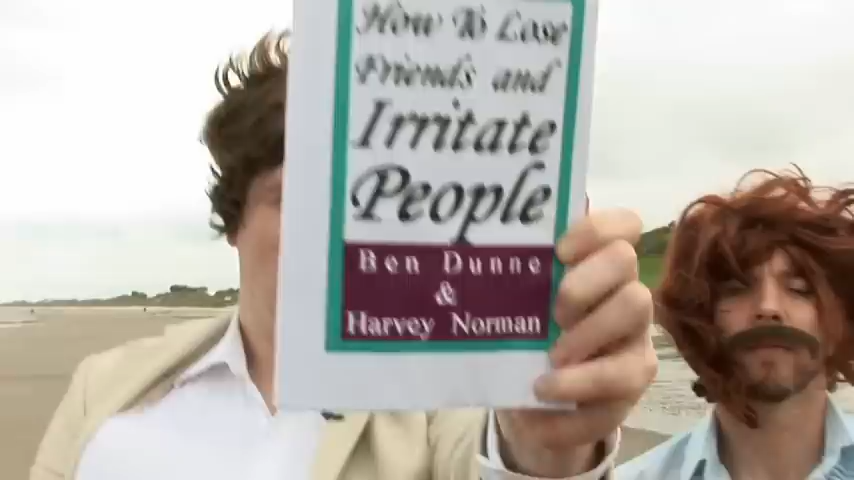 How To Lose
Friends and
Irritate
People
Ben Dunne
&
Harvey Norman